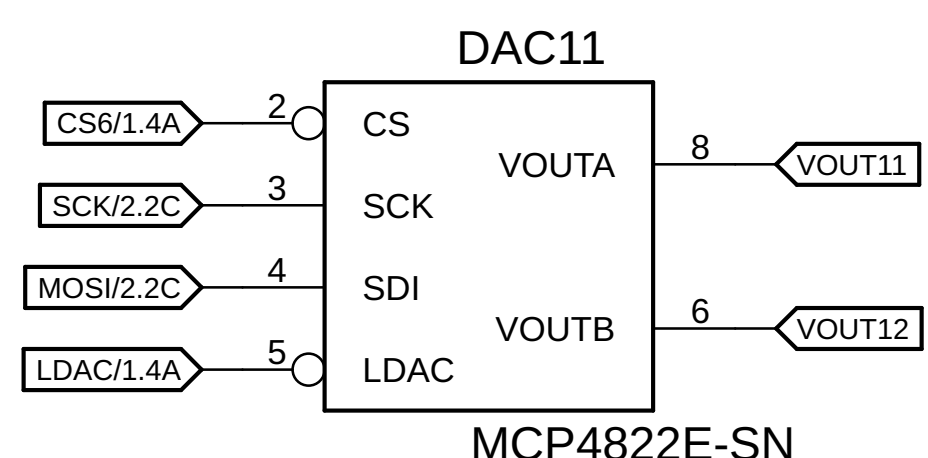 DAC11
CS6/1.4A 2 CS
VOUTA 8 VOUT11
SCK/2.2C 3 SCK
MOSI/2.2C 4 SDI
VOUTB 6 VOUT12
LDAC/1.4A 5 LDAC
MCP4822E-SN